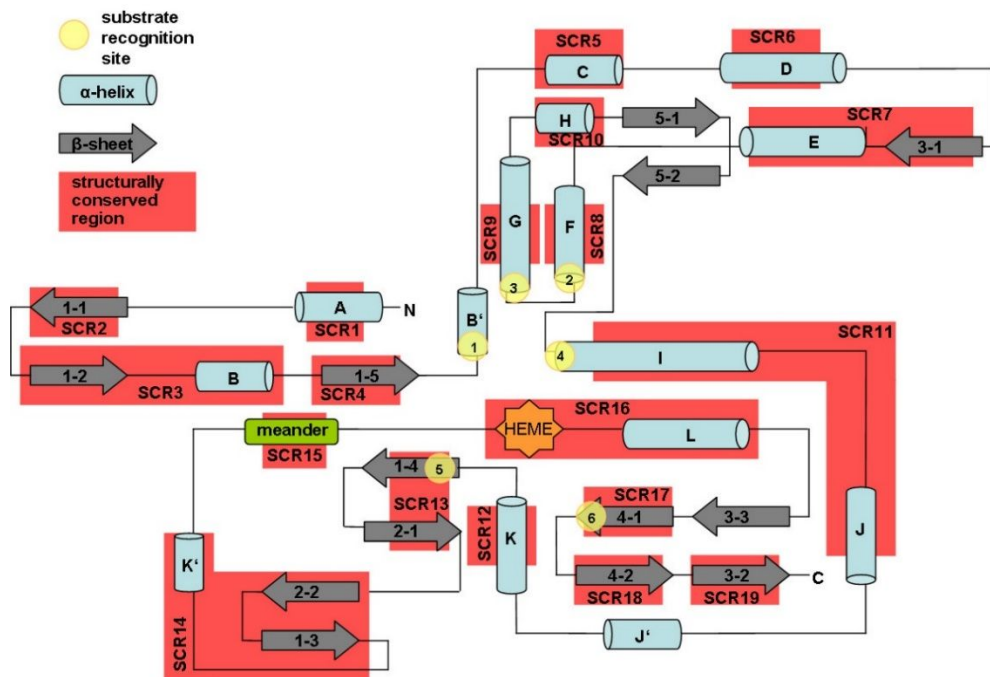 substrate
recognition
site
α-helix
β-sheet
structurally
conserved
region
SCR5
C
SCR6
D
H
SCR10
5-1
5-2
SCR7
E
3-1
SCR9
G
F
SCR8
3
2
1-1
SCR2
A
SCR1
N
B'
1
1-2
SCR3
B
1-5
SCR4
4
I
SCR11
meander
SCR15
HEME
SCR16
L
1-4
5
SCR13
2-1
SCR12
K
SCR17
6
4-1
3-3
J
K'
SCR14
2-2
1-3
4-2
SCR18
3-2
SCR19
C
J'